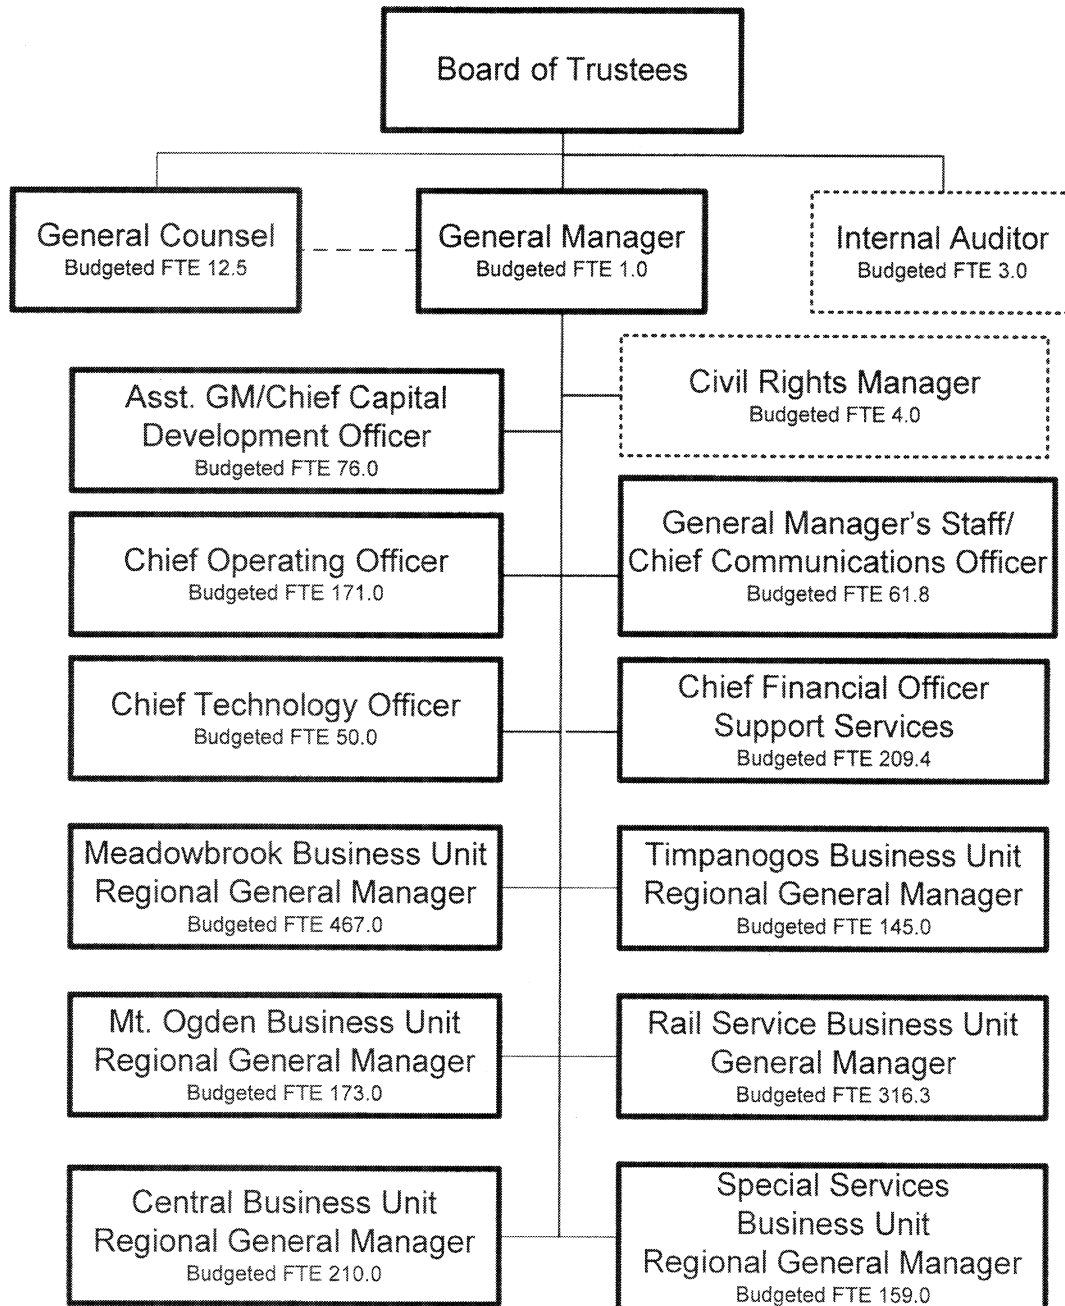 Board of Trustees
General Counsel
Budgeted FTE 12.5
General Manager
Budgeted FTE 1.0
Internal Auditor
Budgeted FTE 3.0
Civil Rights Manager
Budgeted FTE 4.0
Asst. GM/Chief Capital
Development Officer
Budgeted FTE 76.0
General Manager's Staff/
Chief Communications Officer
Budgeted FTE 61.8
Chief Operating Officer
Budgeted FTE 171.0
Chief Technology Officer
Budgeted FTE 50.0
Chief Financial Officer
Support Services
Budgeted FTE 209.4
Meadowbrook Business Unit
Regional General Manager
Budgeted FTE 467.0
Timpanogos Business Unit
Regional General Manager
Budgeted FTE 145.0
Mt. Ogden Business Unit
Regional General Manager
Budgeted FTE 173.0
Rail Service Business Unit
General Manager
Budgeted FTE 316.3
Central Business Unit
Regional General Manager
Budgeted FTE 210.0
Special Services
Business Unit
Regional General Manager
Budgeted FTE 159.0